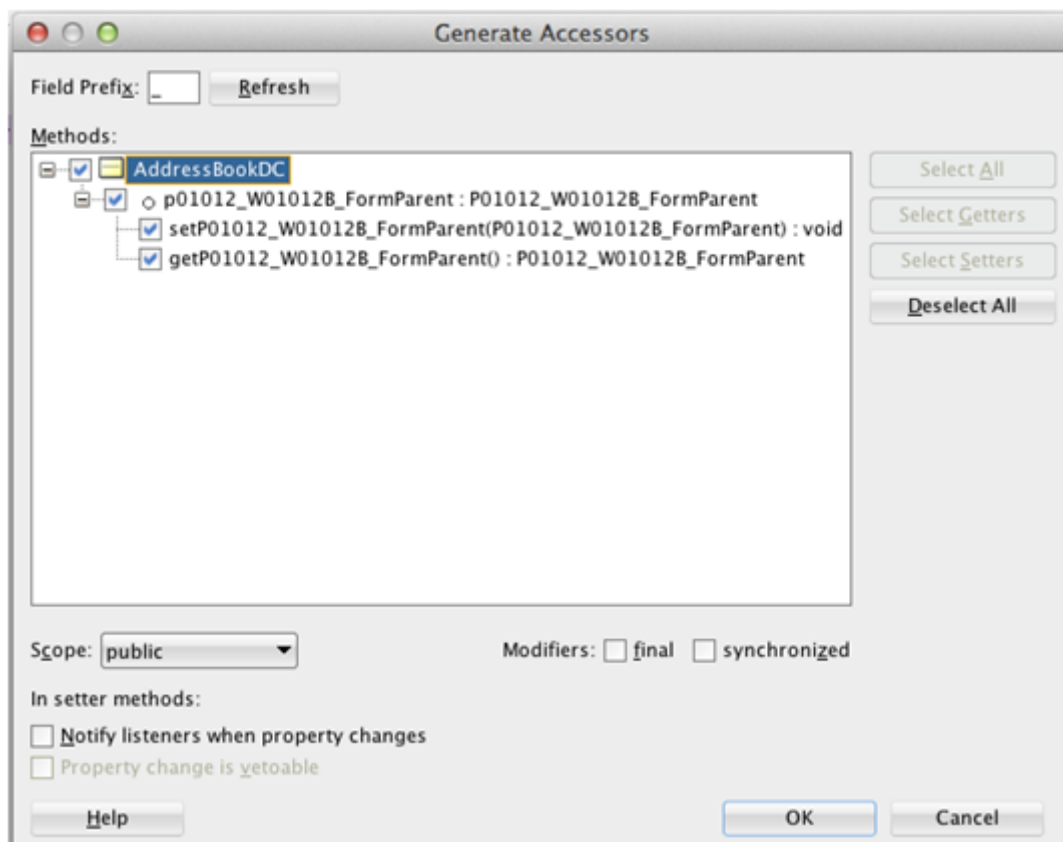 Generate Accessors
Field Prefix: _ Refresh
Methods:
AddressBookDC
p01012_W01012B_FormParent : P01012_W01012B_FormParent
setP01012_W01012B_FormParent(P01012_W01012B_FormParent) : void
getP01012_W01012B_FormParent() : P01012_W01012B_FormParent
Select All
Select Getters
Select Setters
Deselect All
Scope: public Modifiers: final synchronized
In setter methods:
Notify listeners when property changes
Property change is vetoable
Help OK Cancel